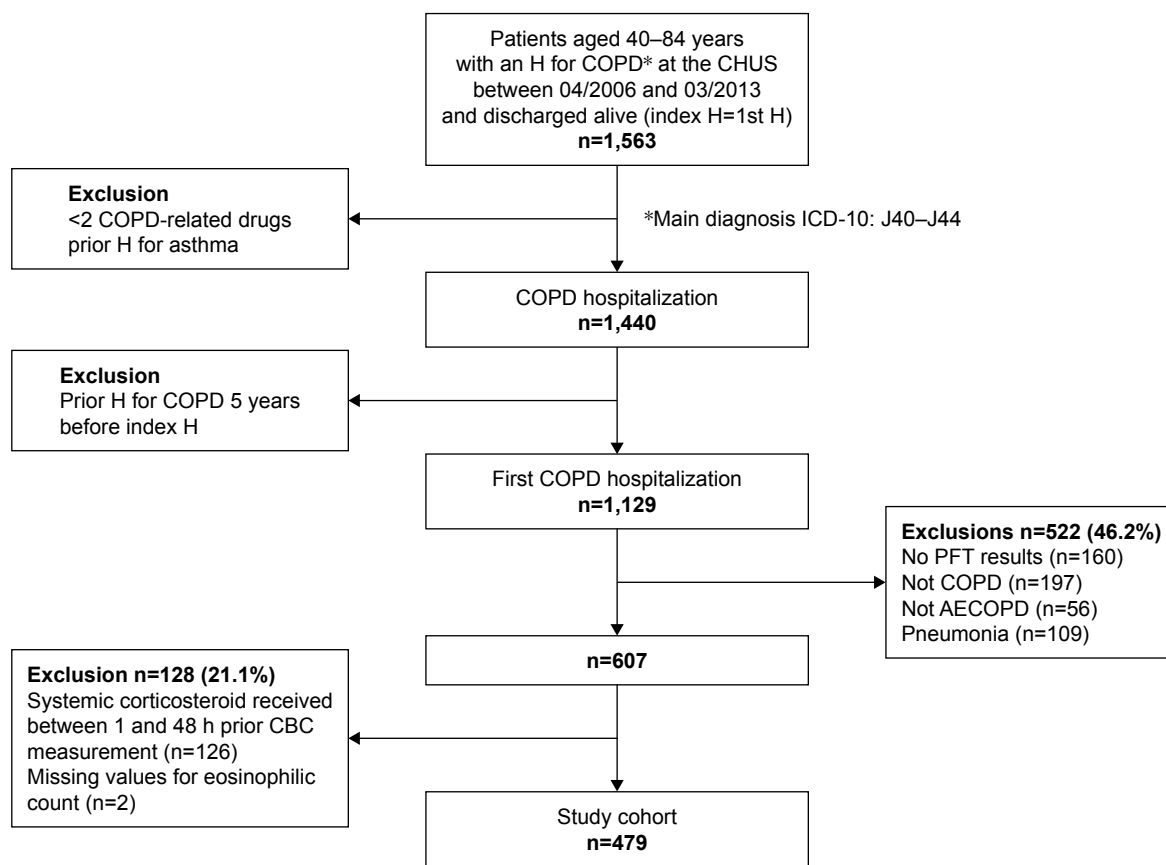 Patients aged 40–84 years
with an H for COPD* at the CHUS
between 04/2006 and 03/2013
and discharged alive (index H=1st H)
n=1,563
Exclusion
<2 COPD-related drugs
prior H for asthma
*Main diagnosis ICD-10: J40–J44
COPD hospitalization
n=1,440
Exclusion
Prior H for COPD 5 years
before index H
First COPD hospitalization
n=1,129
Exclusions n=522 (46.2%)
No PFT results (n=160)
Not COPD (n=197)
Not AECOPD (n=56)
Pneumonia (n=109)
n=607
Exclusion n=128 (21.1%)
Systemic corticosteroid received
between 1 and 48 h prior CBC
measurement (n=126)
Missing values for eosinophilic
count (n=2)
Study cohort
n=479